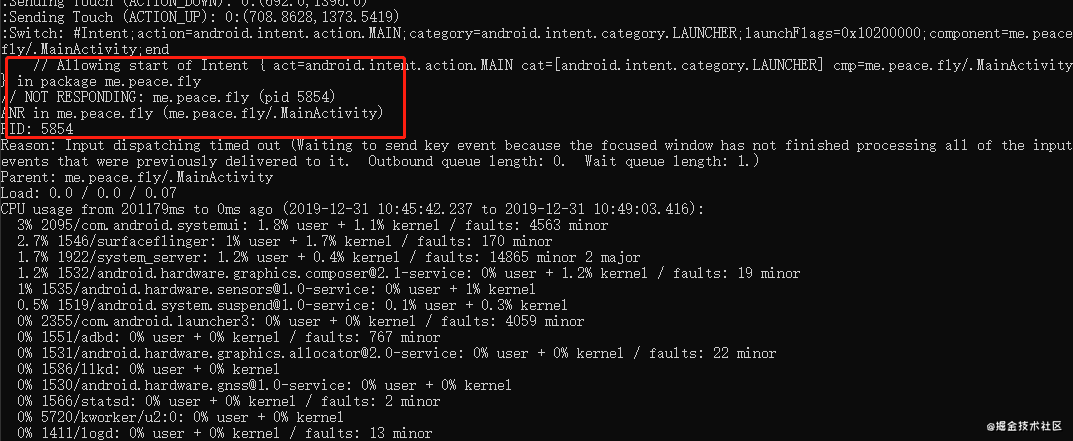 :Sending Touch (ACTION_DOWN): 0:(692.0,1396.0)
:Sending Touch (ACTION_UP): 0:(708.8628,1373.5419)
:Switch: #Intent;action=android.intent.action.MAIN;category=android.intent.category.LAUNCHER;launchFlags=0x10200000;component=me.peace.
fly/.MainActivity;end
// Allowing start of Intent { act=android.intent.action.MAIN cat=[android.intent.category.LAUNCHER] cmp=me.peace.fly/.MainActivity
} in package me.peace.fly
// NOT RESPONDING: me.peace.fly (pid 5854)
ANR in me.peace.fly (me.peace.fly/.MainActivity)
PID: 5854
Reason: Input dispatching timed out (Waiting to send key event because the focused window has not finished processing all of the input
events that were previously delivered to it.  Outbound queue length: 0.  Wait queue length: 1.)
Parent: me.peace.fly/.MainActivity
Load: 0.0 / 0.0 / 0.07
CPU usage from 201179ms to 0ms ago (2019-12-31 10:45:42.237 to 2019-12-31 10:49:03.416):
3% 2095/com.android.systemui: 1.8% user + 1.1% kernel / faults: 4563 minor
2.7% 1546/surfaceflinger: 1% user + 1.7% kernel / faults: 170 minor
1.7% 1922/system_server: 1.2% user + 0.4% kernel / faults: 14865 minor 2 major
1.2% 1532/android.hardware.graphics.composer@2.1-service: 0% user + 1.2% kernel / faults: 19 minor
1% 1535/android.hardware.sensors@1.0-service: 0% user + 1% kernel
0.5% 1519/android.system.suspend@1.0-service: 0.1% user + 0.3% kernel
0% 2355/com.android.launcher3: 0% user + 0% kernel / faults: 4059 minor
0% 1551/adbd: 0% user + 0% kernel / faults: 767 minor
0% 1531/android.hardware.graphics.allocator@2.0-service: 0% user + 0% kernel / faults: 22 minor
0% 1586/llkd: 0% user + 0% kernel
0% 1530/android.hardware.gnss@1.0-service: 0% user + 0% kernel
0% 1566/statsd: 0% user + 0% kernel / faults: 2 minor
0% 5720/kworker/u2:0: 0% user + 0% kernel
0% 1411/logd: 0% user + 0% kernel / faults: 13 minor
@掘金技术社区